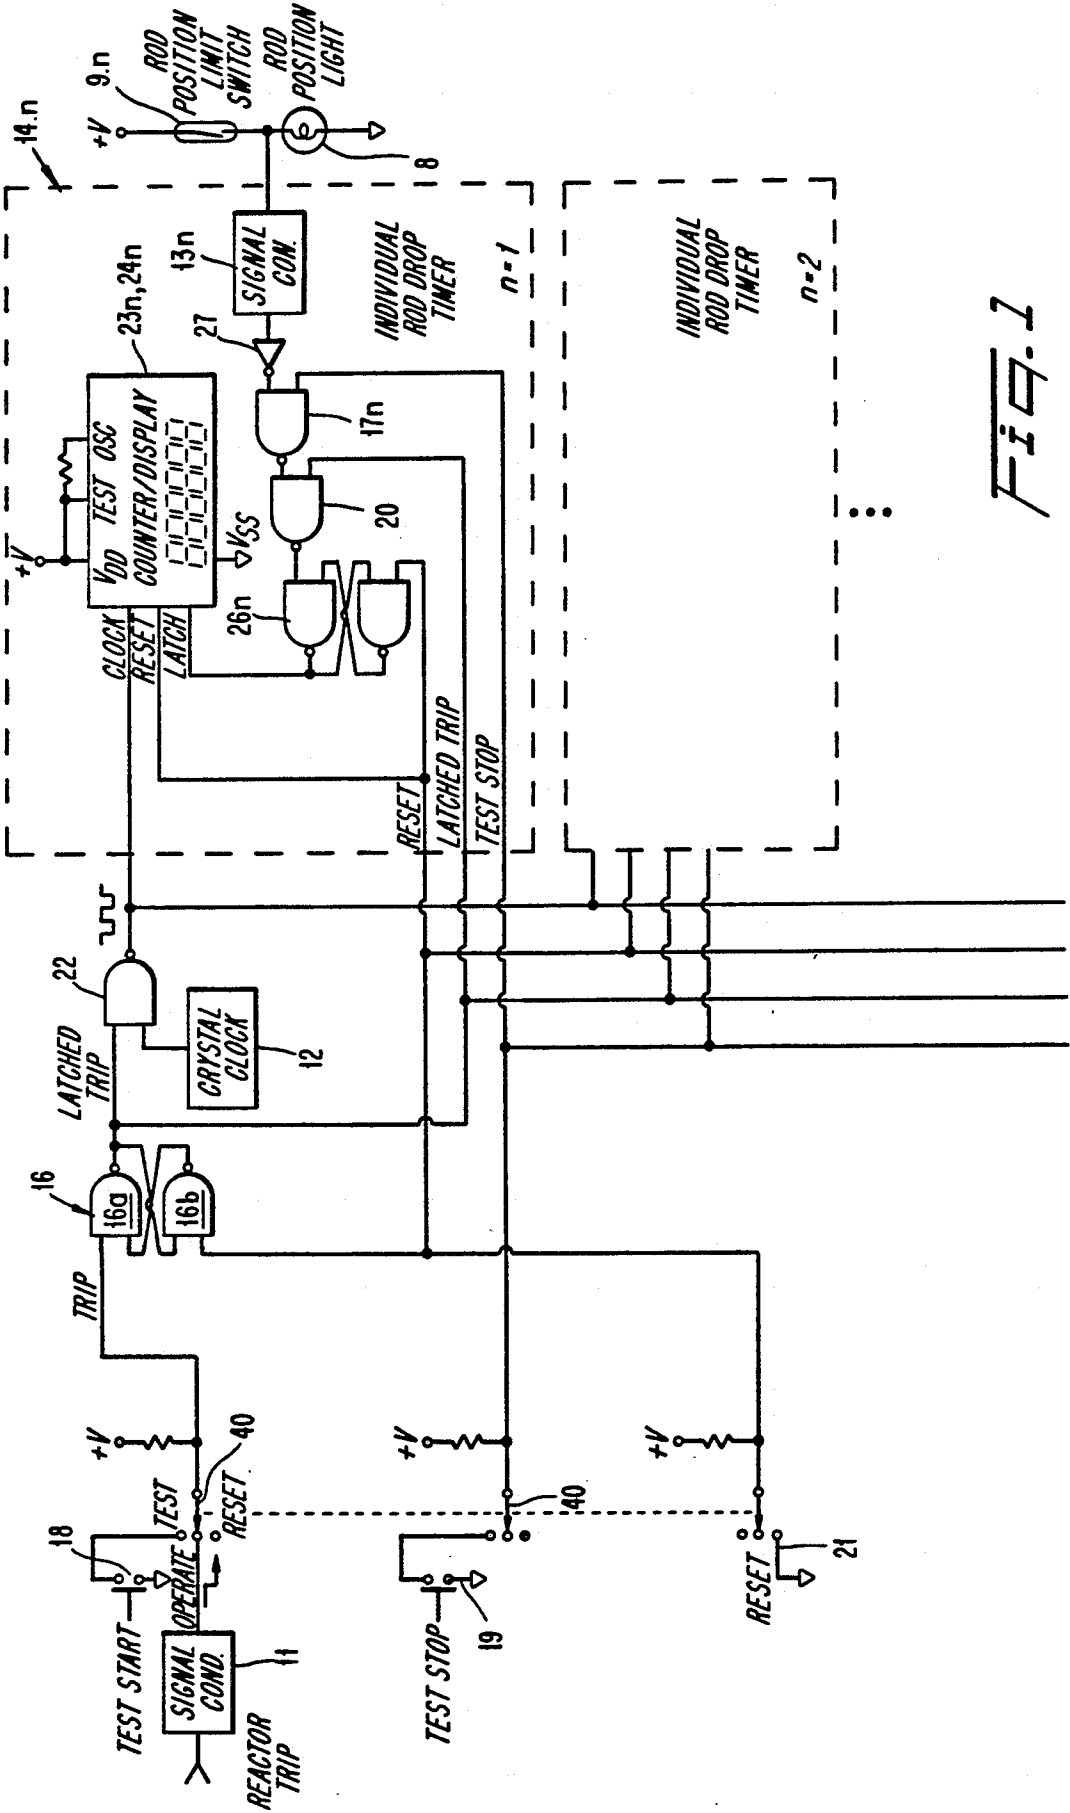 REACTOR
TRIP
SIGNAL
COND.
11
TEST START
18
OPERATE
TEST
RESET
40
+V
TRIP
16
16a
16b
LATCHED
TRIP
22
CRYSTAL
CLOCK
12
TEST STOP
19
40
+V
RESET
21
+V
14.n
+V
VDD TEST OSC
COUNTER/DISPLAY
23n, 24n
CLOCK
RESET
LATCH
VSS
26n
20
17n
27
SIGNAL
CON.
13n
+V
9.n
ROD
POSITION
LIMIT
SWITCH
ROD
POSITION
LIGHT
8
RESET
LATCHED TRIP
TEST STOP
INDIVIDUAL
ROD DROP
TIMER
n=1
INDIVIDUAL
ROD DROP
TIMER
n=2
Fig. 1